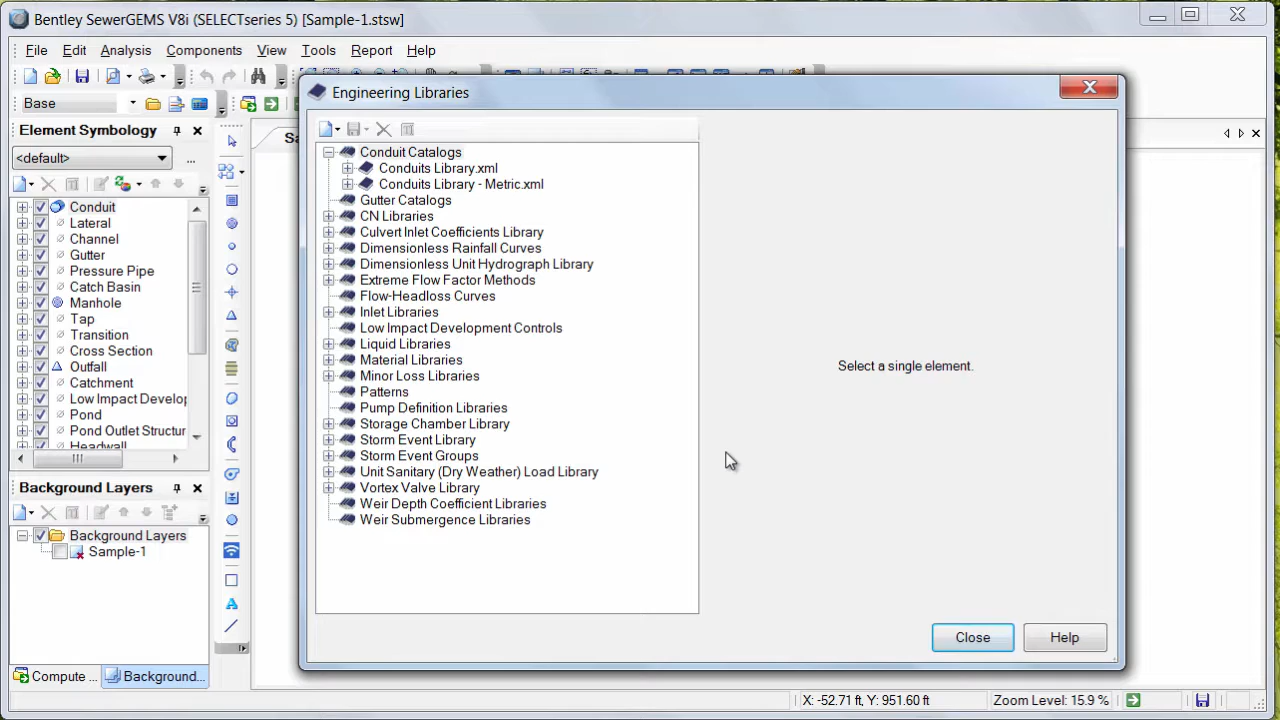 Bentley SewerGEMS V8i (SELECTseries 5) [Sample-1.stsw]
File Edit Analysis Components View Tools Report Help
Base
Element Symbology
<default>
...
Conduit
Lateral
Channel
Gutter
Pressure Pipe
Catch Basin
Manhole
Tap
Transition
Cross Section
Outfall
Catchment
Low Impact Develop
Pond
Pond Outlet Structur
Headwall
Background Layers
Background Layers
Sample-1
Compute ...
Background...
Sa
Engineering Libraries
Conduit Catalogs
Conduits Library.xml
Conduits Library - Metric.xml
Gutter Catalogs
CN Libraries
Culvert Inlet Coefficients Library
Dimensionless Rainfall Curves
Dimensionless Unit Hydrograph Library
Extreme Flow Factor Methods
Flow-Headloss Curves
Inlet Libraries
Low Impact Development Controls
Liquid Libraries
Material Libraries
Minor Loss Libraries
Patterns
Pump Definition Libraries
Storage Chamber Library
Storm Event Library
Storm Event Groups
Unit Sanitary (Dry Weather) Load Library
Vortex Valve Library
Weir Depth Coefficient Libraries
Weir Submergence Libraries
Select a single element.
Close
Help
X: -52.71 ft, Y: 951.60 ft
Zoom Level: 15.9 %